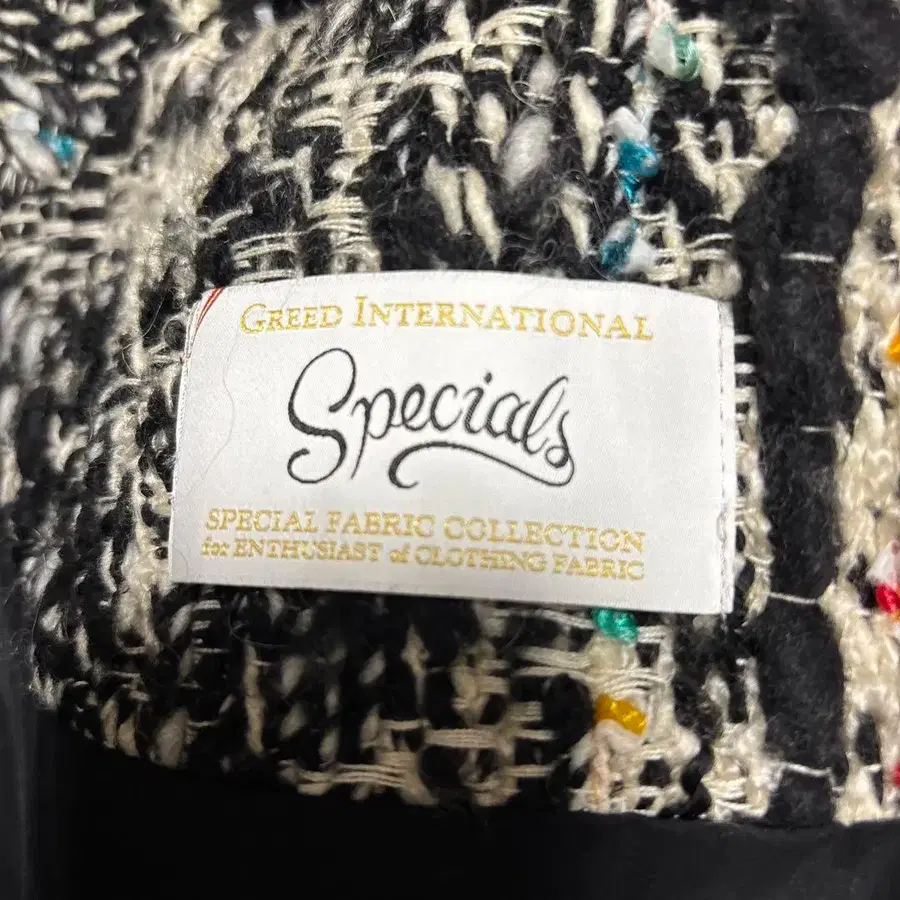 GREED INTERNATIONAL
Specials
SPECIAL FABRIC COLLECTION
for ENTHUSIAST of CLOTHING FABRIC